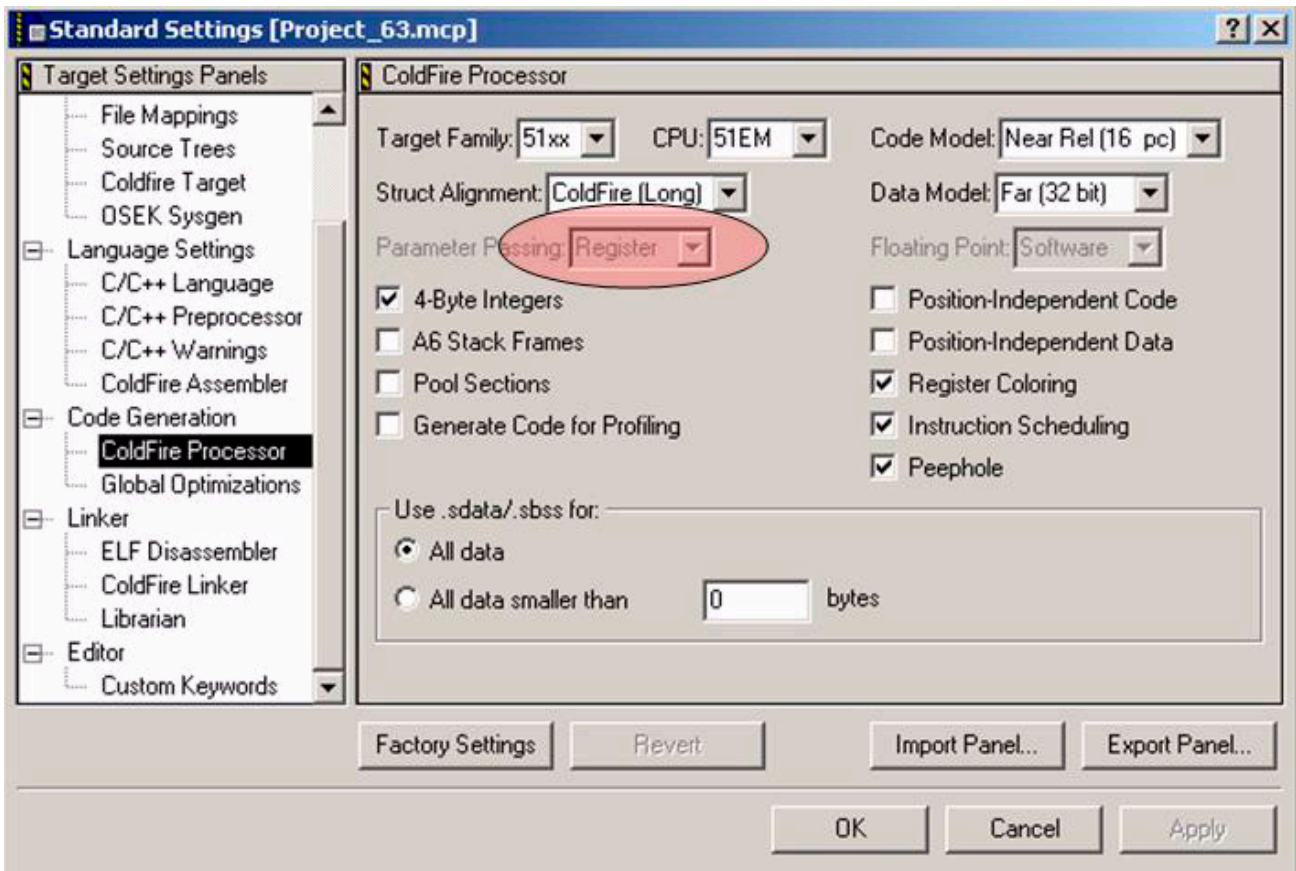 Standard Settings [Project_63.mcp]
Target Settings Panels
File Mappings
Source Trees
Coldfire Target
OSEK Sysgen
Language Settings
C/C++ Language
C/C++ Preprocessor
C/C++ Warnings
ColdFire Assembler
Code Generation
ColdFire Processor
Global Optimizations
Linker
ELF Disassembler
ColdFire Linker
Librarian
Editor
Custom Keywords
ColdFire Processor
Target Family: 51xx CPU: 51EM Code Model: Near Rel (16 pc)
Struct Alignment: ColdFire (Long) Data Model: Far (32 bit)
Parameter Passing: Register Floating Point: Software
4-Byte Integers Position-Independent Code
A6 Stack Frames Position-Independent Data
Pool Sections Register Coloring
Generate Code for Profiling Instruction Scheduling
Peephole
Use .sdata/.sbss for:
All data
All data smaller than 0 bytes
Factory Settings Revert Import Panel... Export Panel...
OK Cancel Apply